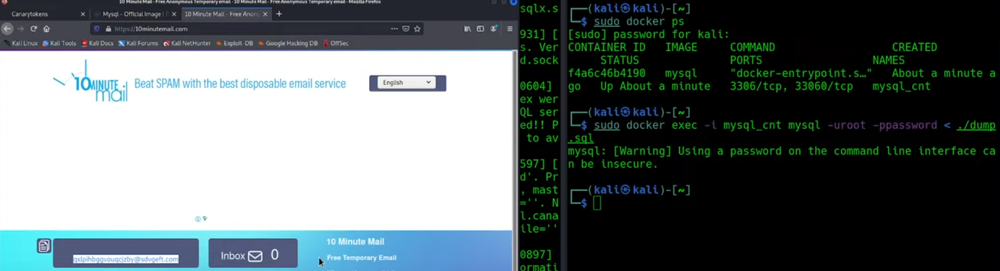 10 Minute Mail - Free Anonymous Temporary email - 10 Minute Mail - Free Anonymous Temporary email - Mozilla Firefox
Canarytokens
Mysql - Official Image |
10 Minute Mail - Free Anony
https://10minutemail.com
Kali Linux Kali Tools Kali Docs Kali Forums Kali NetHunter Exploit-DB Google Hacking DB OffSec
10MINUTE
mail
Beat SPAM with the best disposable email service
English
qxlpihbggvouqcjzby@sdvgeft.com
Inbox 0
10 Minute Mail
Free Temporary Email
sqlx.s
931] [
s. Ver
d.sock
0604]
ex wer
QL ser
ed!! P
to av
597] [
d'. Pr
, mast
=''. N
l.cana
ile=''
0897]
ormati
┌──(kali㉿kali)-[~]
└─$ sudo docker ps
[sudo] password for kali:
CONTAINER ID IMAGE COMMAND CREATED
STATUS PORTS NAMES
f4a6c46b4190 mysql "docker-entrypoint.s…" About a minute a
go Up About a minute 3306/tcp, 33060/tcp mysql_cnt
┌──(kali㉿kali)-[~]
└─$ sudo docker exec -i mysql_cnt mysql -uroot -ppassword < ./dump
.sql
mysql: [Warning] Using a password on the command line interface ca
n be insecure.
┌──(kali㉿kali)-[~]
└─$